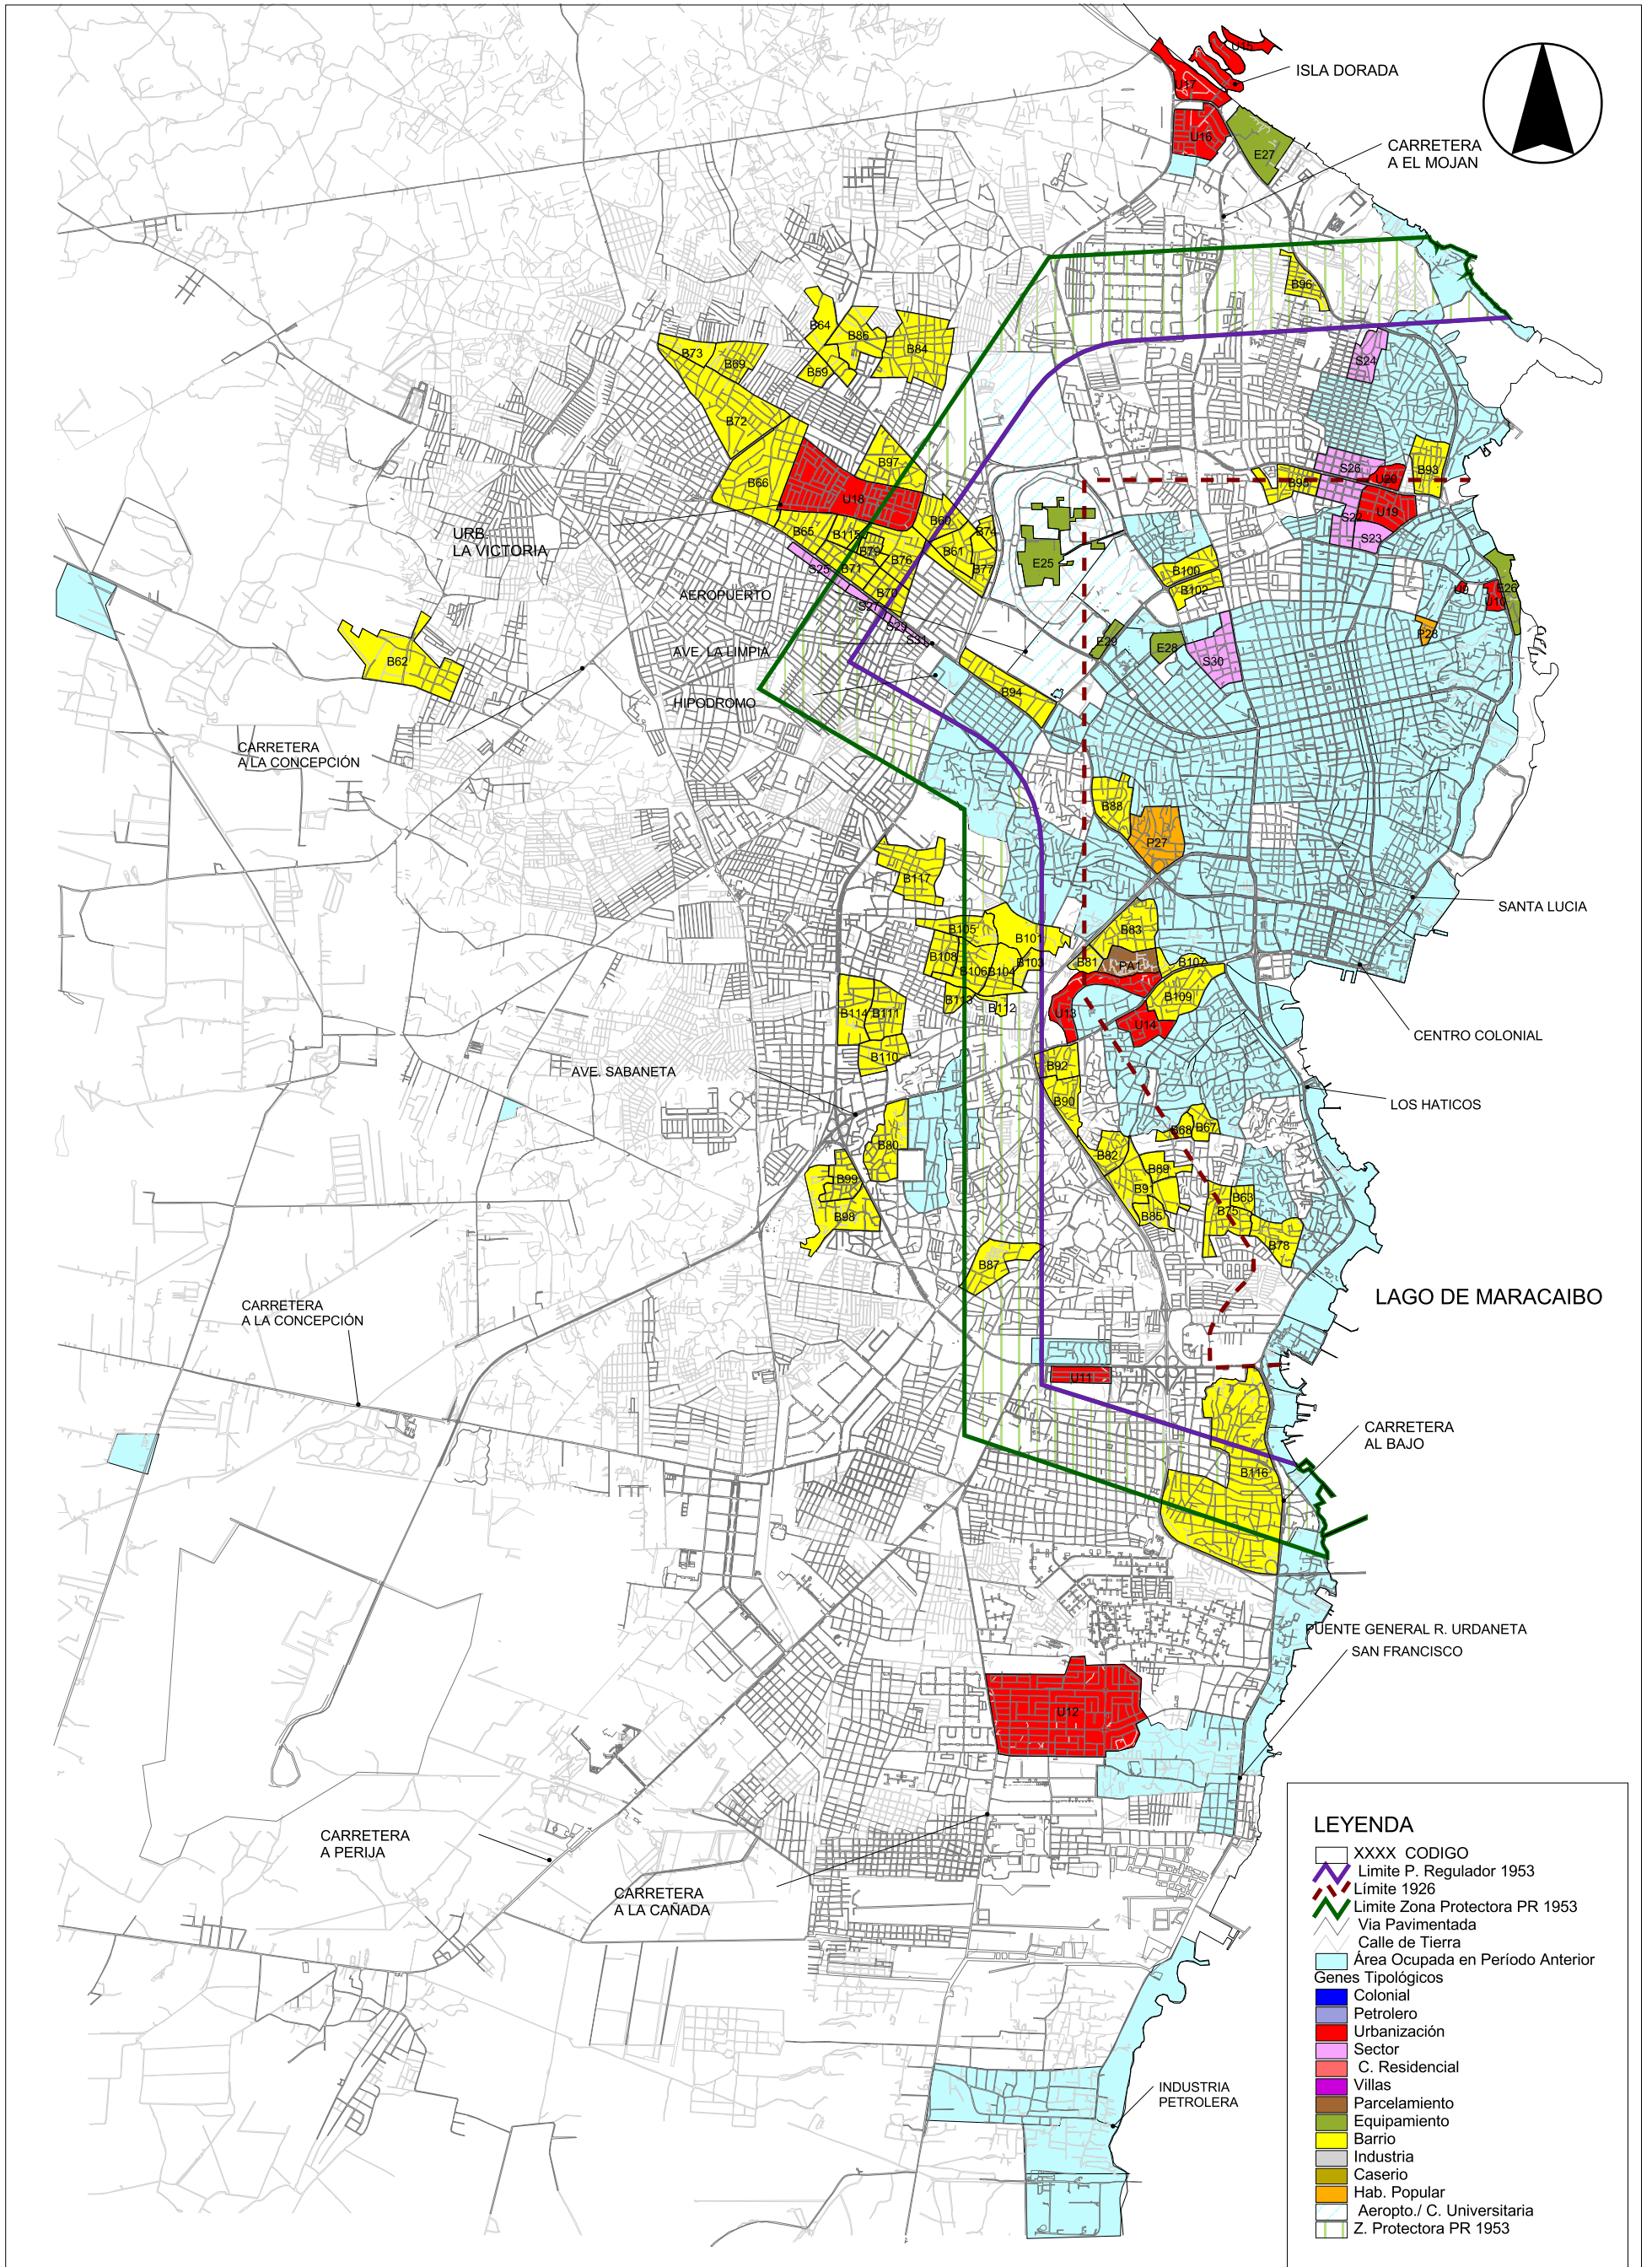 U15
ISLA DORADA
U17
U16
E27
CARRETERA
A EL MOJAN
B96
B64
B86
B84
B73
B69
B59
S24
B72
B97
S26
B93
B66
U18
U20
B95
U19
S22
S23
B60
B74
URB.
LA VICTORIA
B65
B115
B79
B76
B61
B77
E25
B71
S25
B100
B102
U9
U10
E26
AEROPUERTO
B70
S27
S29
S31
P28
E29
E28
S30
AVE. LA LIMPIA
B62
B94
HIPODROMO
CARRETERA
A LA CONCEPCIÓN
B88
P27
B117
SANTA LUCIA
B105
B101
B83
B108
B106
B104
B103
B81
PA1
B107
B113
B112
B109
B114
B111
U13
U14
CENTRO COLONIAL
B110
AVE. SABANETA
B92
B90
LOS HATICOS
B80
B68
B67
B82
B99
B89
B91
B63
B98
B85
B75
B78
B87
LAGO DE MARACAIBO
CARRETERA
A LA CONCEPCIÓN
U11
CARRETERA
AL BAJO
B116
PUENTE GENERAL R. URDANETA
SAN FRANCISCO
U12
CARRETERA
A PERIJA
CARRETERA
A LA CAÑADA
INDUSTRIA
PETROLERA
LEYENDA
XXXX CODIGO
Limite P. Regulador 1953
Límite 1926
Limite Zona Protectora PR 1953
Via Pavimentada
Calle de Tierra
Área Ocupada en Período Anterior
Genes Tipológicos
Colonial
Petrolero
Urbanización
Sector
C. Residencial
Villas
Parcelamiento
Equipamiento
Barrio
Industria
Caserio
Hab. Popular
Aeropto./ C. Universitaria
Z. Protectora PR 1953